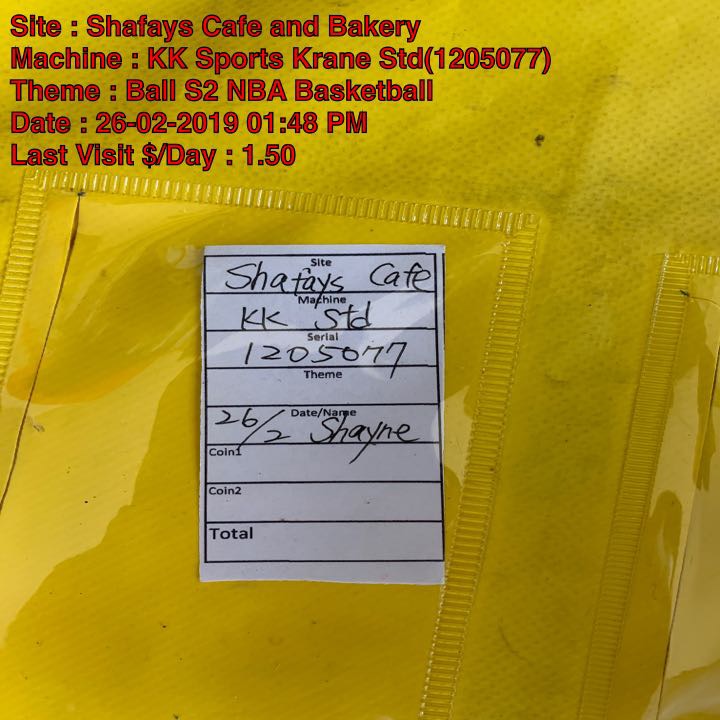 Site : Shafays Cafe and Bakery
Machine : KK Sports Krane Std(1205077)
Theme : Ball S2 NBA Basketball
Date : 26-02-2019 01:48 PM
Last Visit $/Day : 1.50
Site
Shafays Cafe
Machine
KK Std
Serial
1205077
Theme
Date/Name
26/2 Shayne
Coin1
Coin2
Total